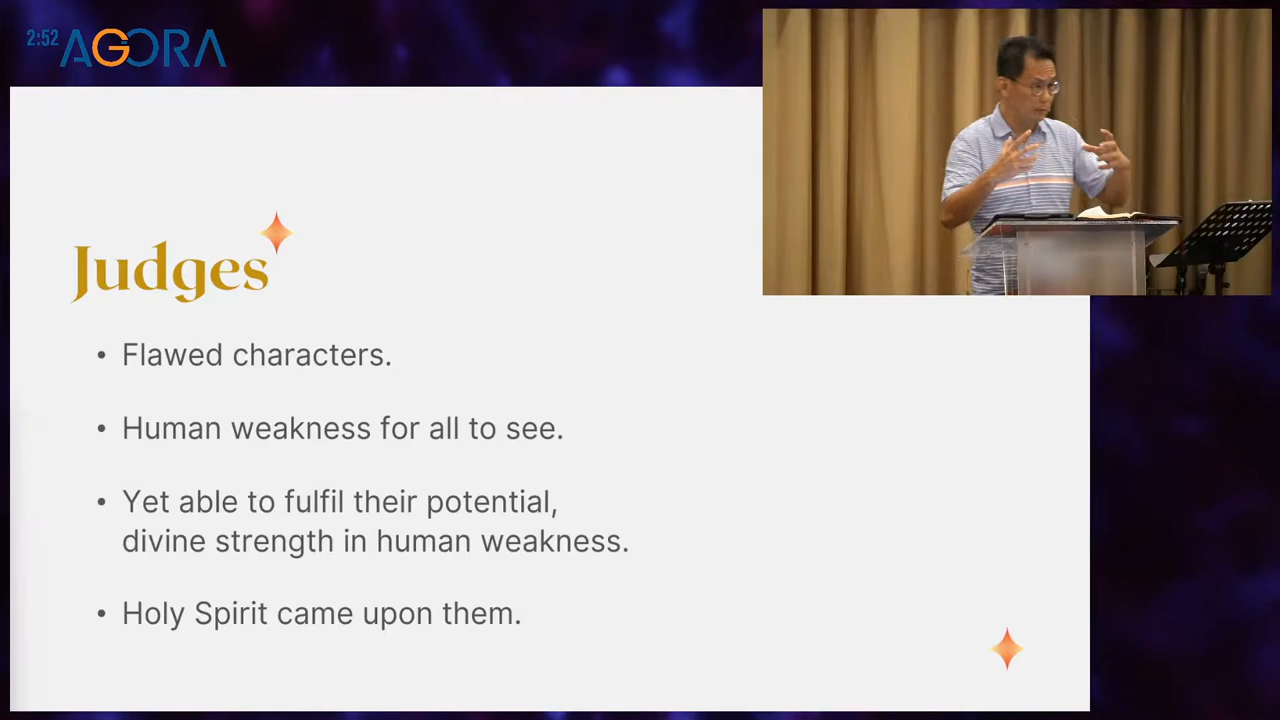 2:52 AGORA
Judges
• Flawed characters.
• Human weakness for all to see.
• Yet able to fulfil their potential,
divine strength in human weakness.
• Holy Spirit came upon them.